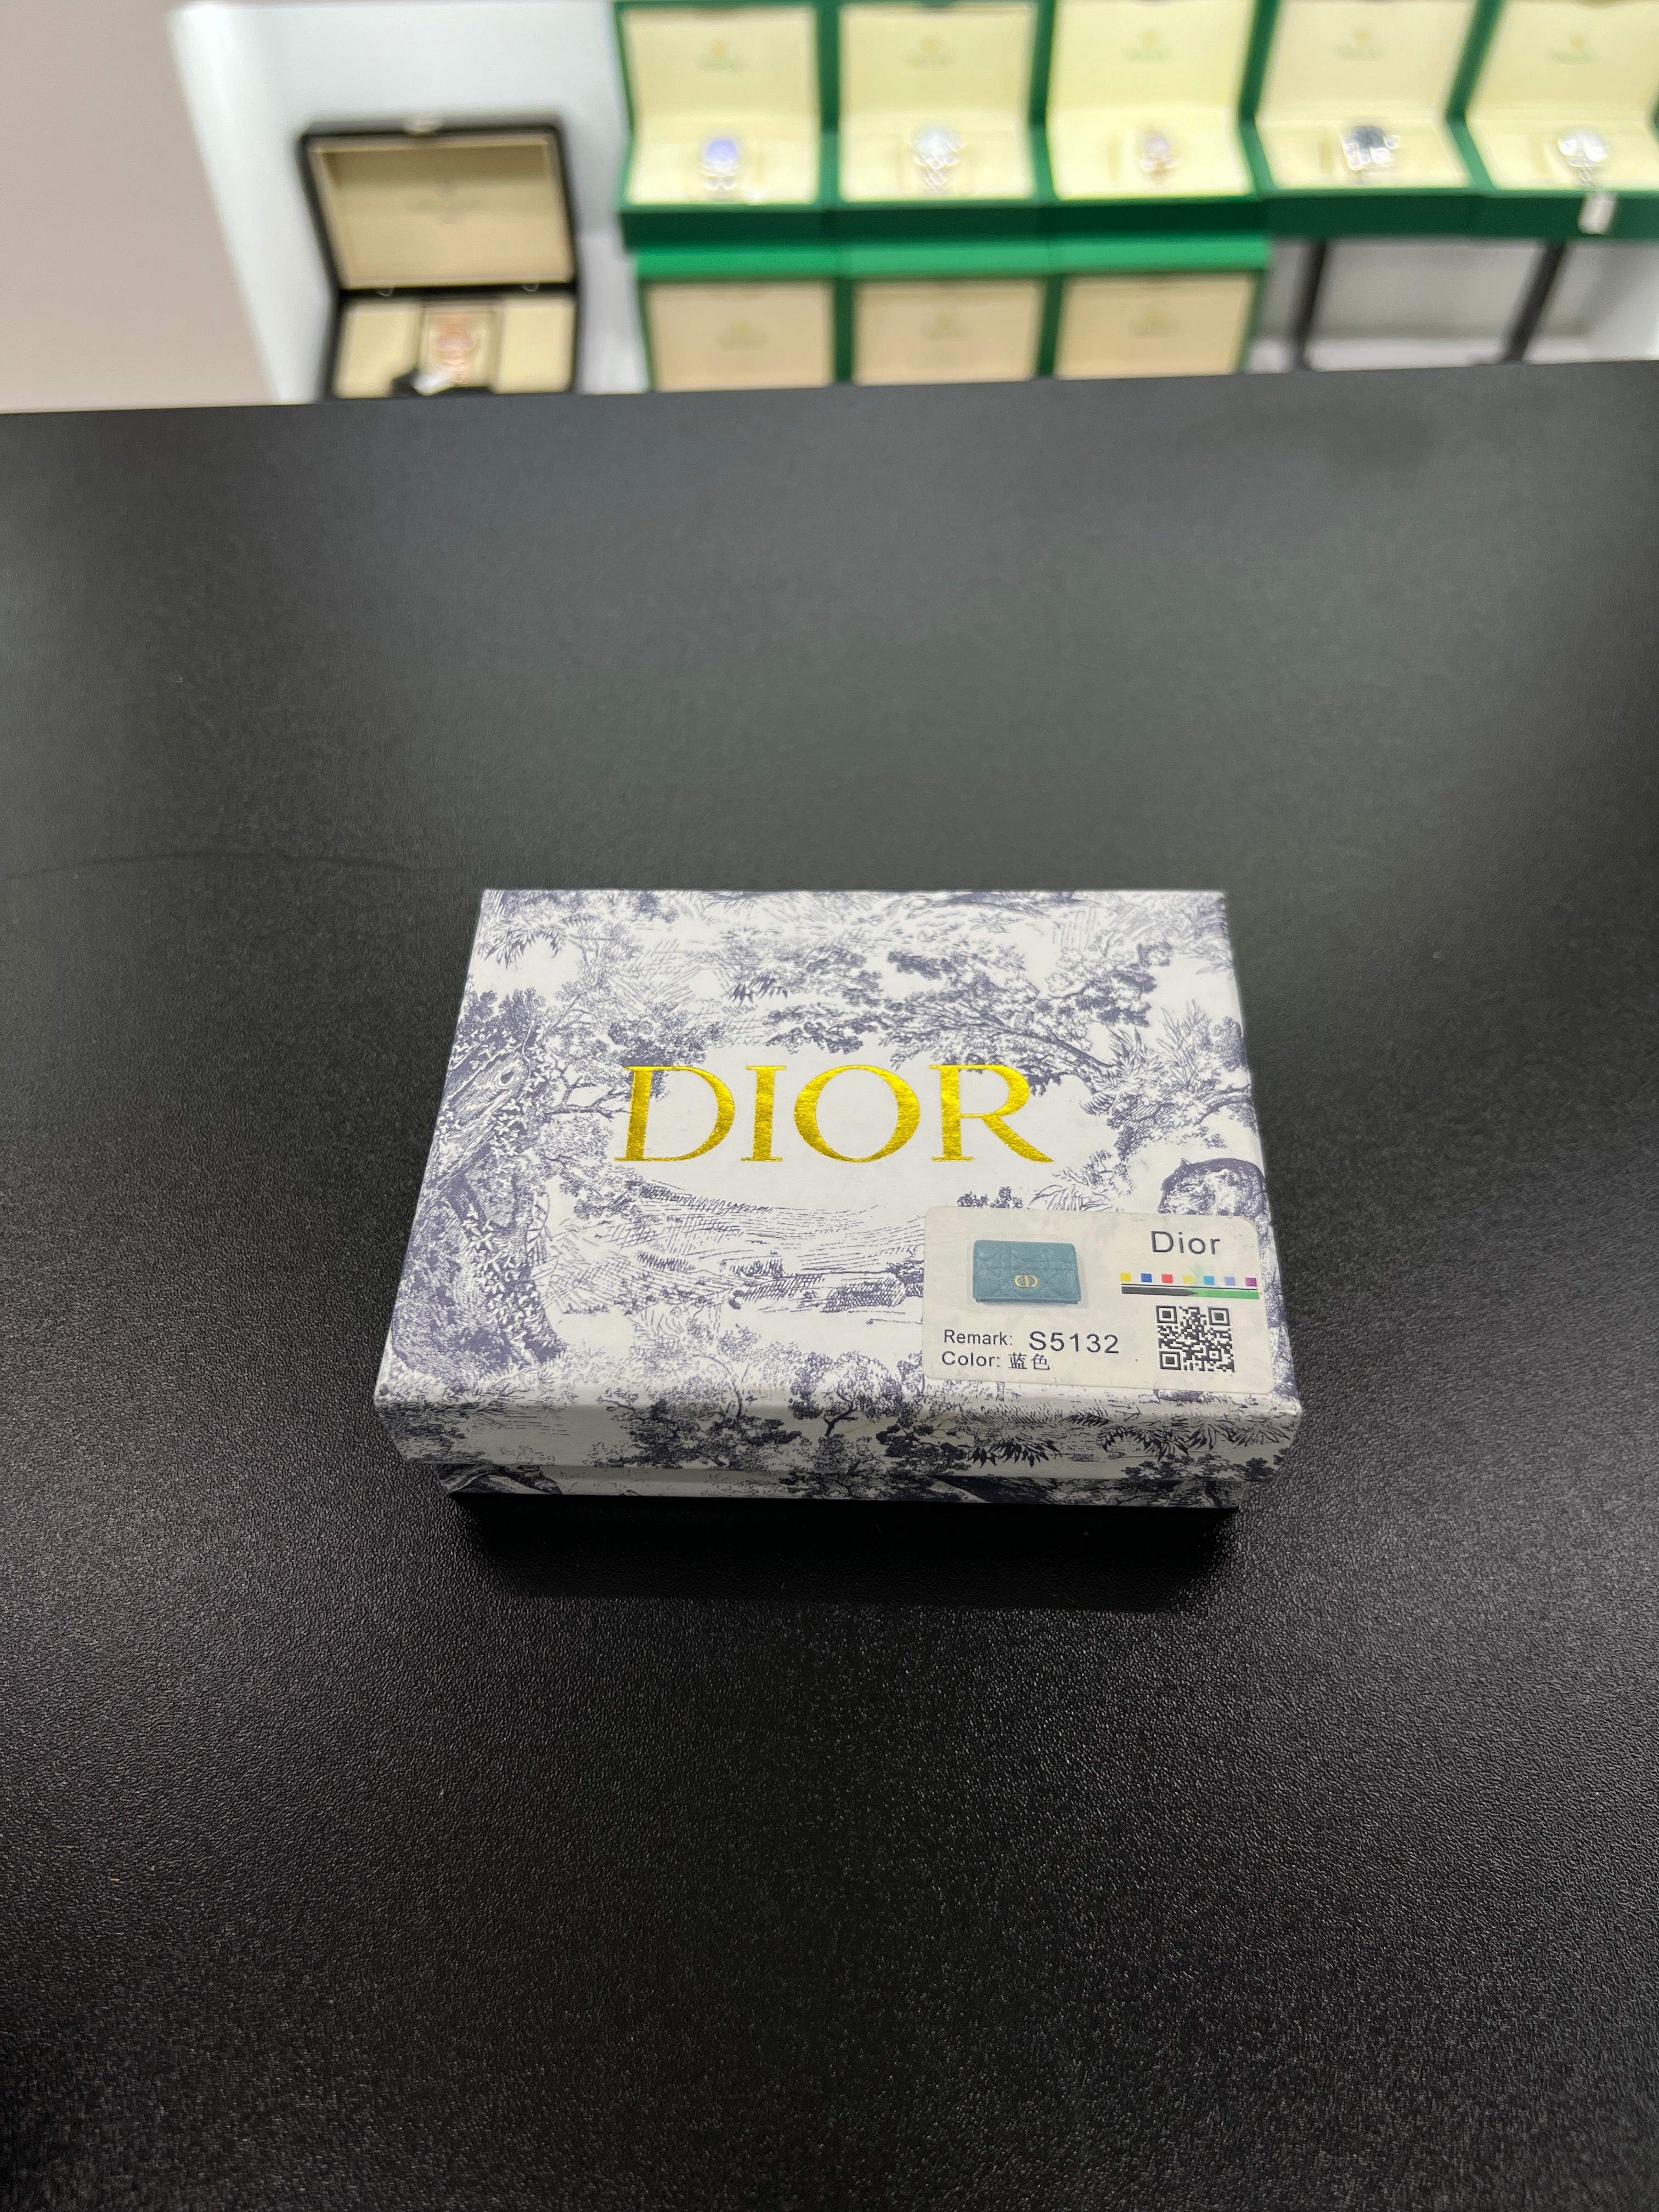 DIOR
Dior
Remark: S5132
Color: 蓝色